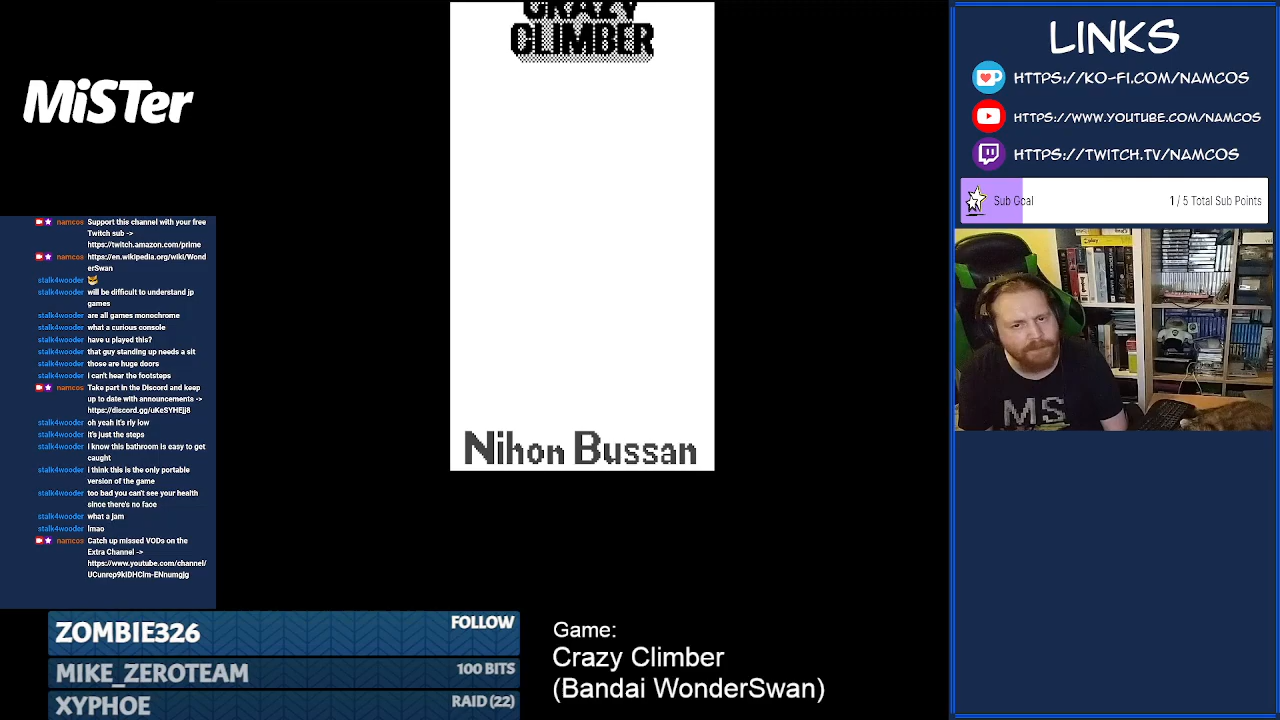 MiSTer
CRAZY
CLIMBER
Nihon Bussan
namcos Support this channel with your free
Twitch sub ->
https://twitch.amazon.com/prime
namcos https://en.wikipedia.org/wiki/Wond
erSwan
stalk4wooder
stalk4wooder will be difficult to understand jp
games
stalk4wooder are all games monochrome
stalk4wooder what a curious console
stalk4wooder have u played this?
stalk4wooder that guy standing up needs a sit
stalk4wooder those are huge doors
stalk4wooder i can't hear the footsteps
namcos Take part in the Discord and keep
up to date with announcements ->
https://discord.gg/uKeSYHEjj8
stalk4wooder oh yeah it's rly low
stalk4wooder it's just the steps
stalk4wooder I know this bathroom is easy to get
caught
stalk4wooder I think this is the only portable
version of the game
stalk4wooder too bad you can't see your health
since there's no face
stalk4wooder what a jam
stalk4wooder lmao
namcos Catch up missed VODs on the
Extra Channel ->
https://www.youtube.com/channel/
UCunrep9kIDHCIm-ENnumgjg
ZOMBIE326 FOLLOW
MIKE_ZEROTEAM 100 BITS
XYPHOE RAID (22)
Game:
Crazy Climber
(Bandai WonderSwan)
LINKS
HTTPS://KO-FI.COM/NAMCOS
HTTPS://WWW.YOUTUBE.COM/NAMCOS
HTTPS://TWITCH.TV/NAMCOS
Sub Goal 1 / 5 Total Sub Points
MS